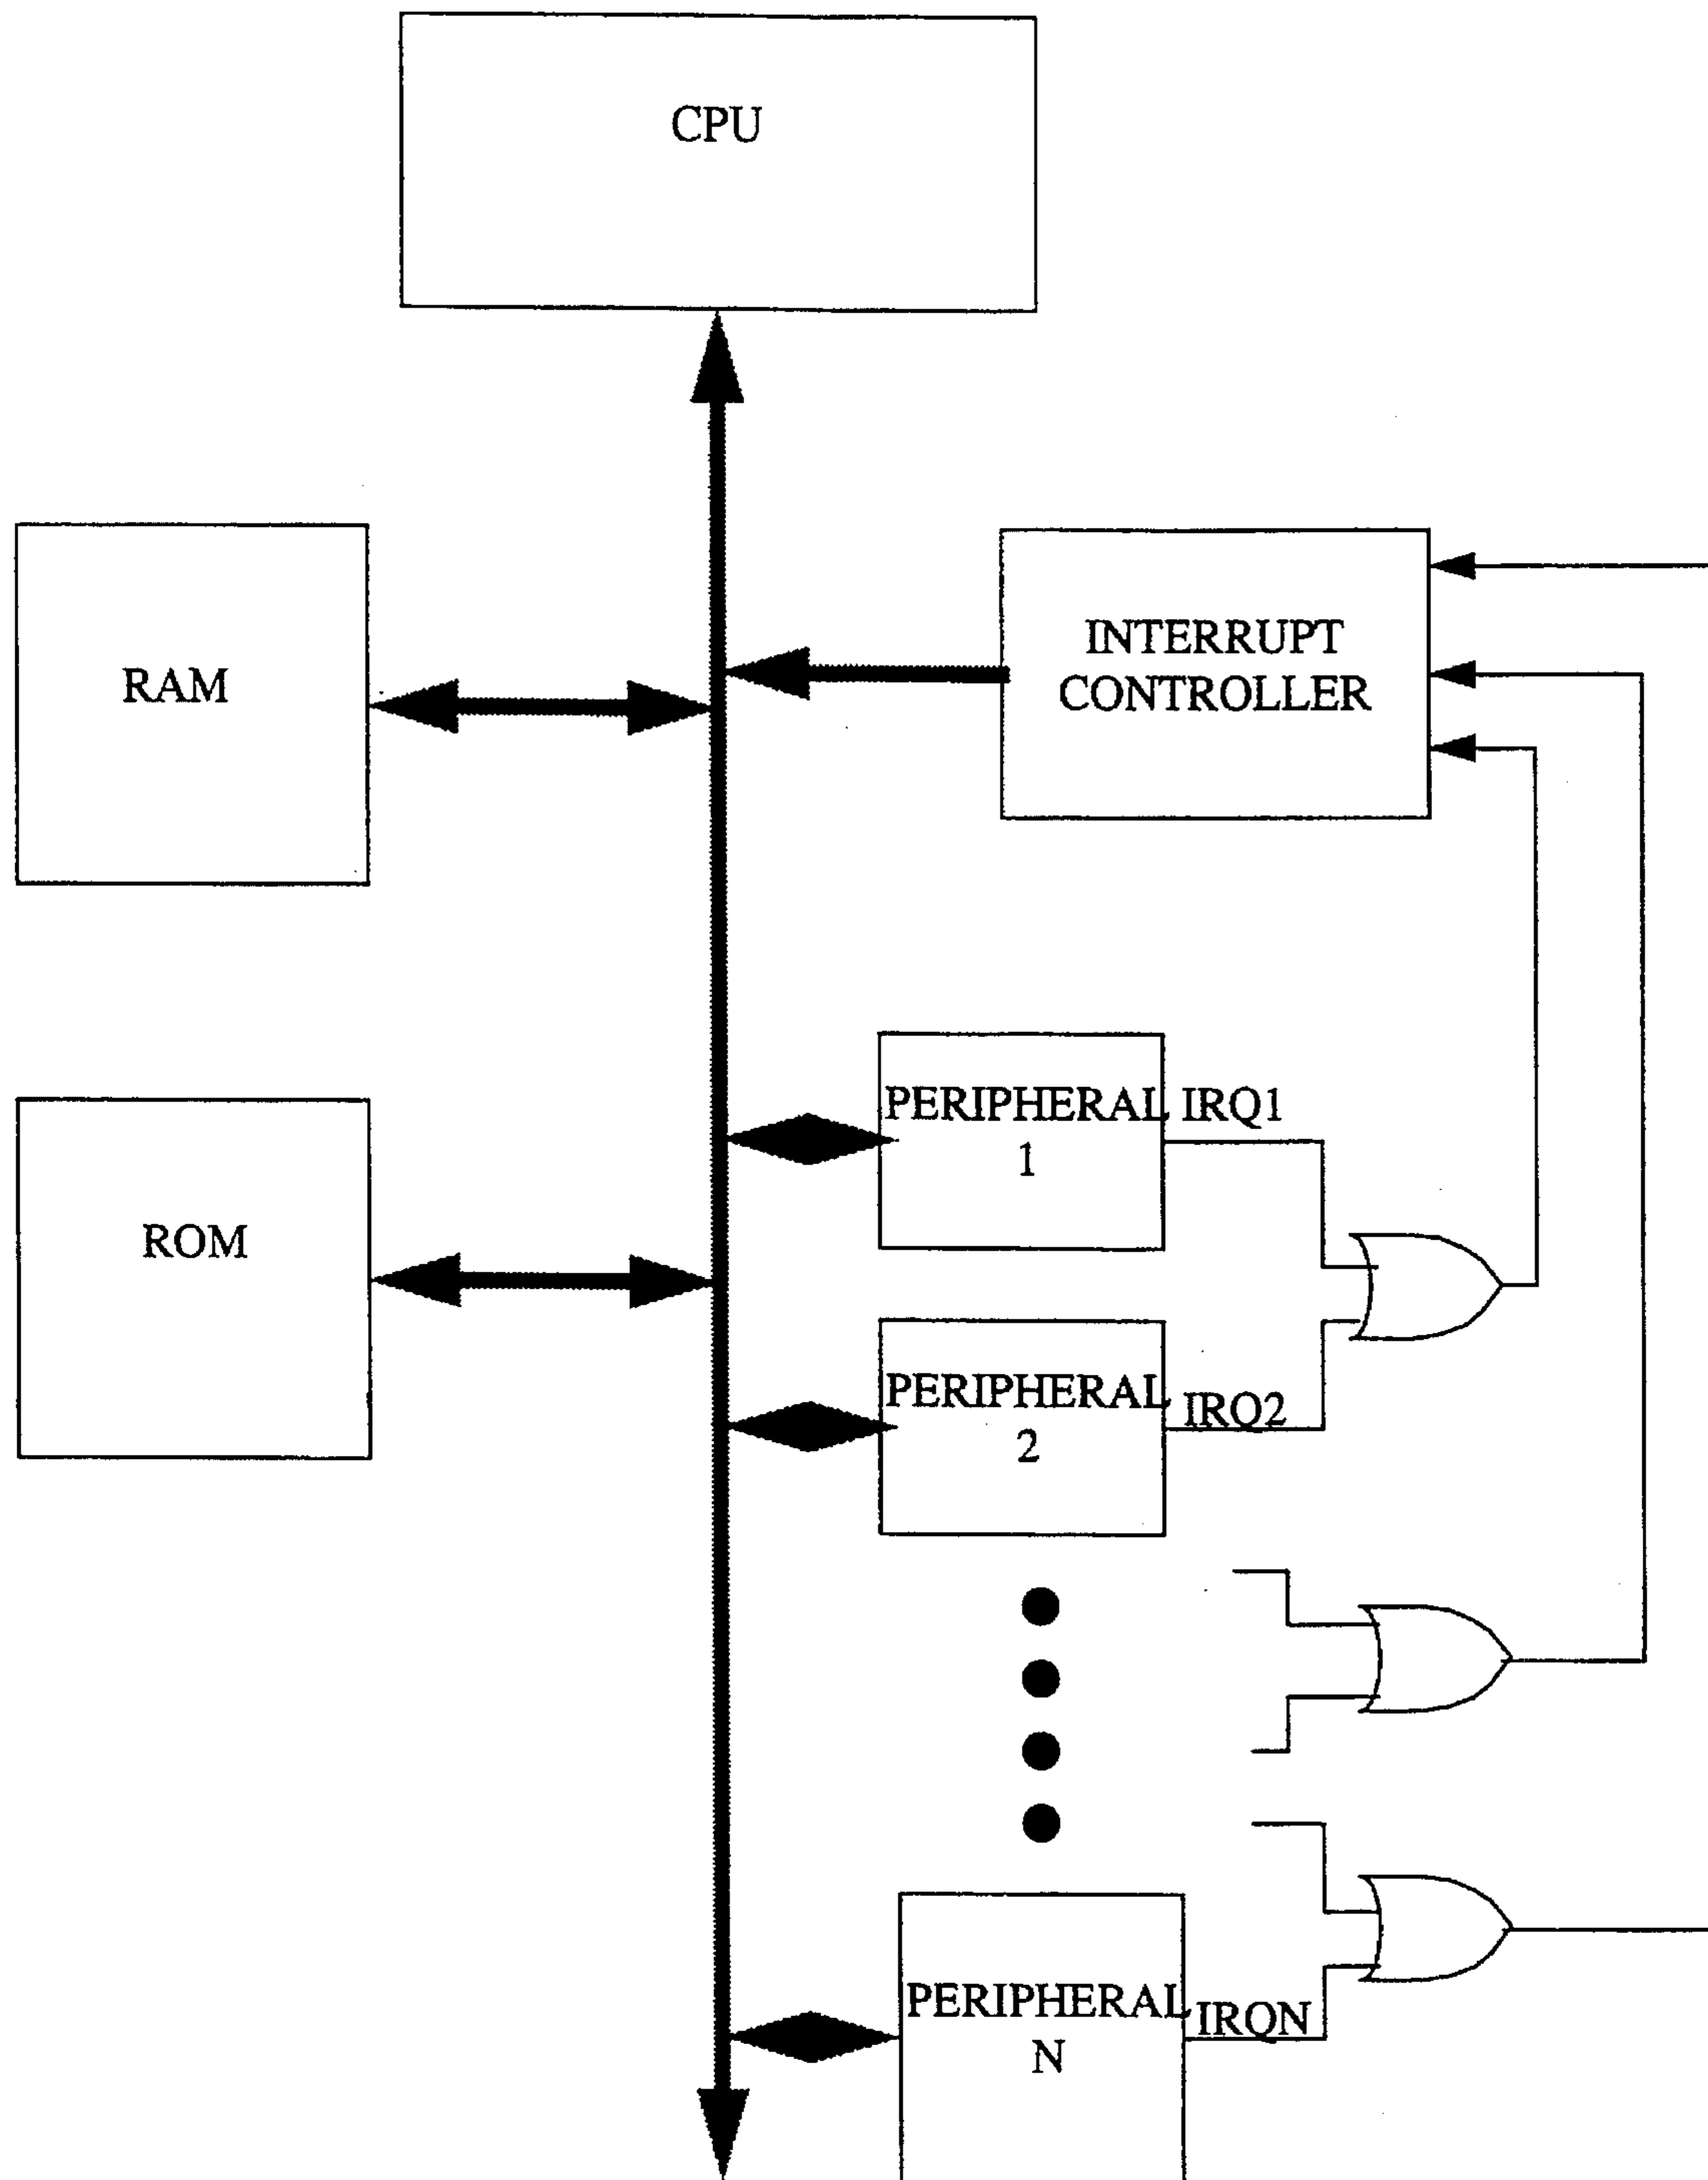 CPU
RAM
INTERRUPT
CONTROLLER
PERIPHERAL IRQ1
1
ROM
PERIPHERAL IRQ2
2
PERIPHERAL IRQN
N